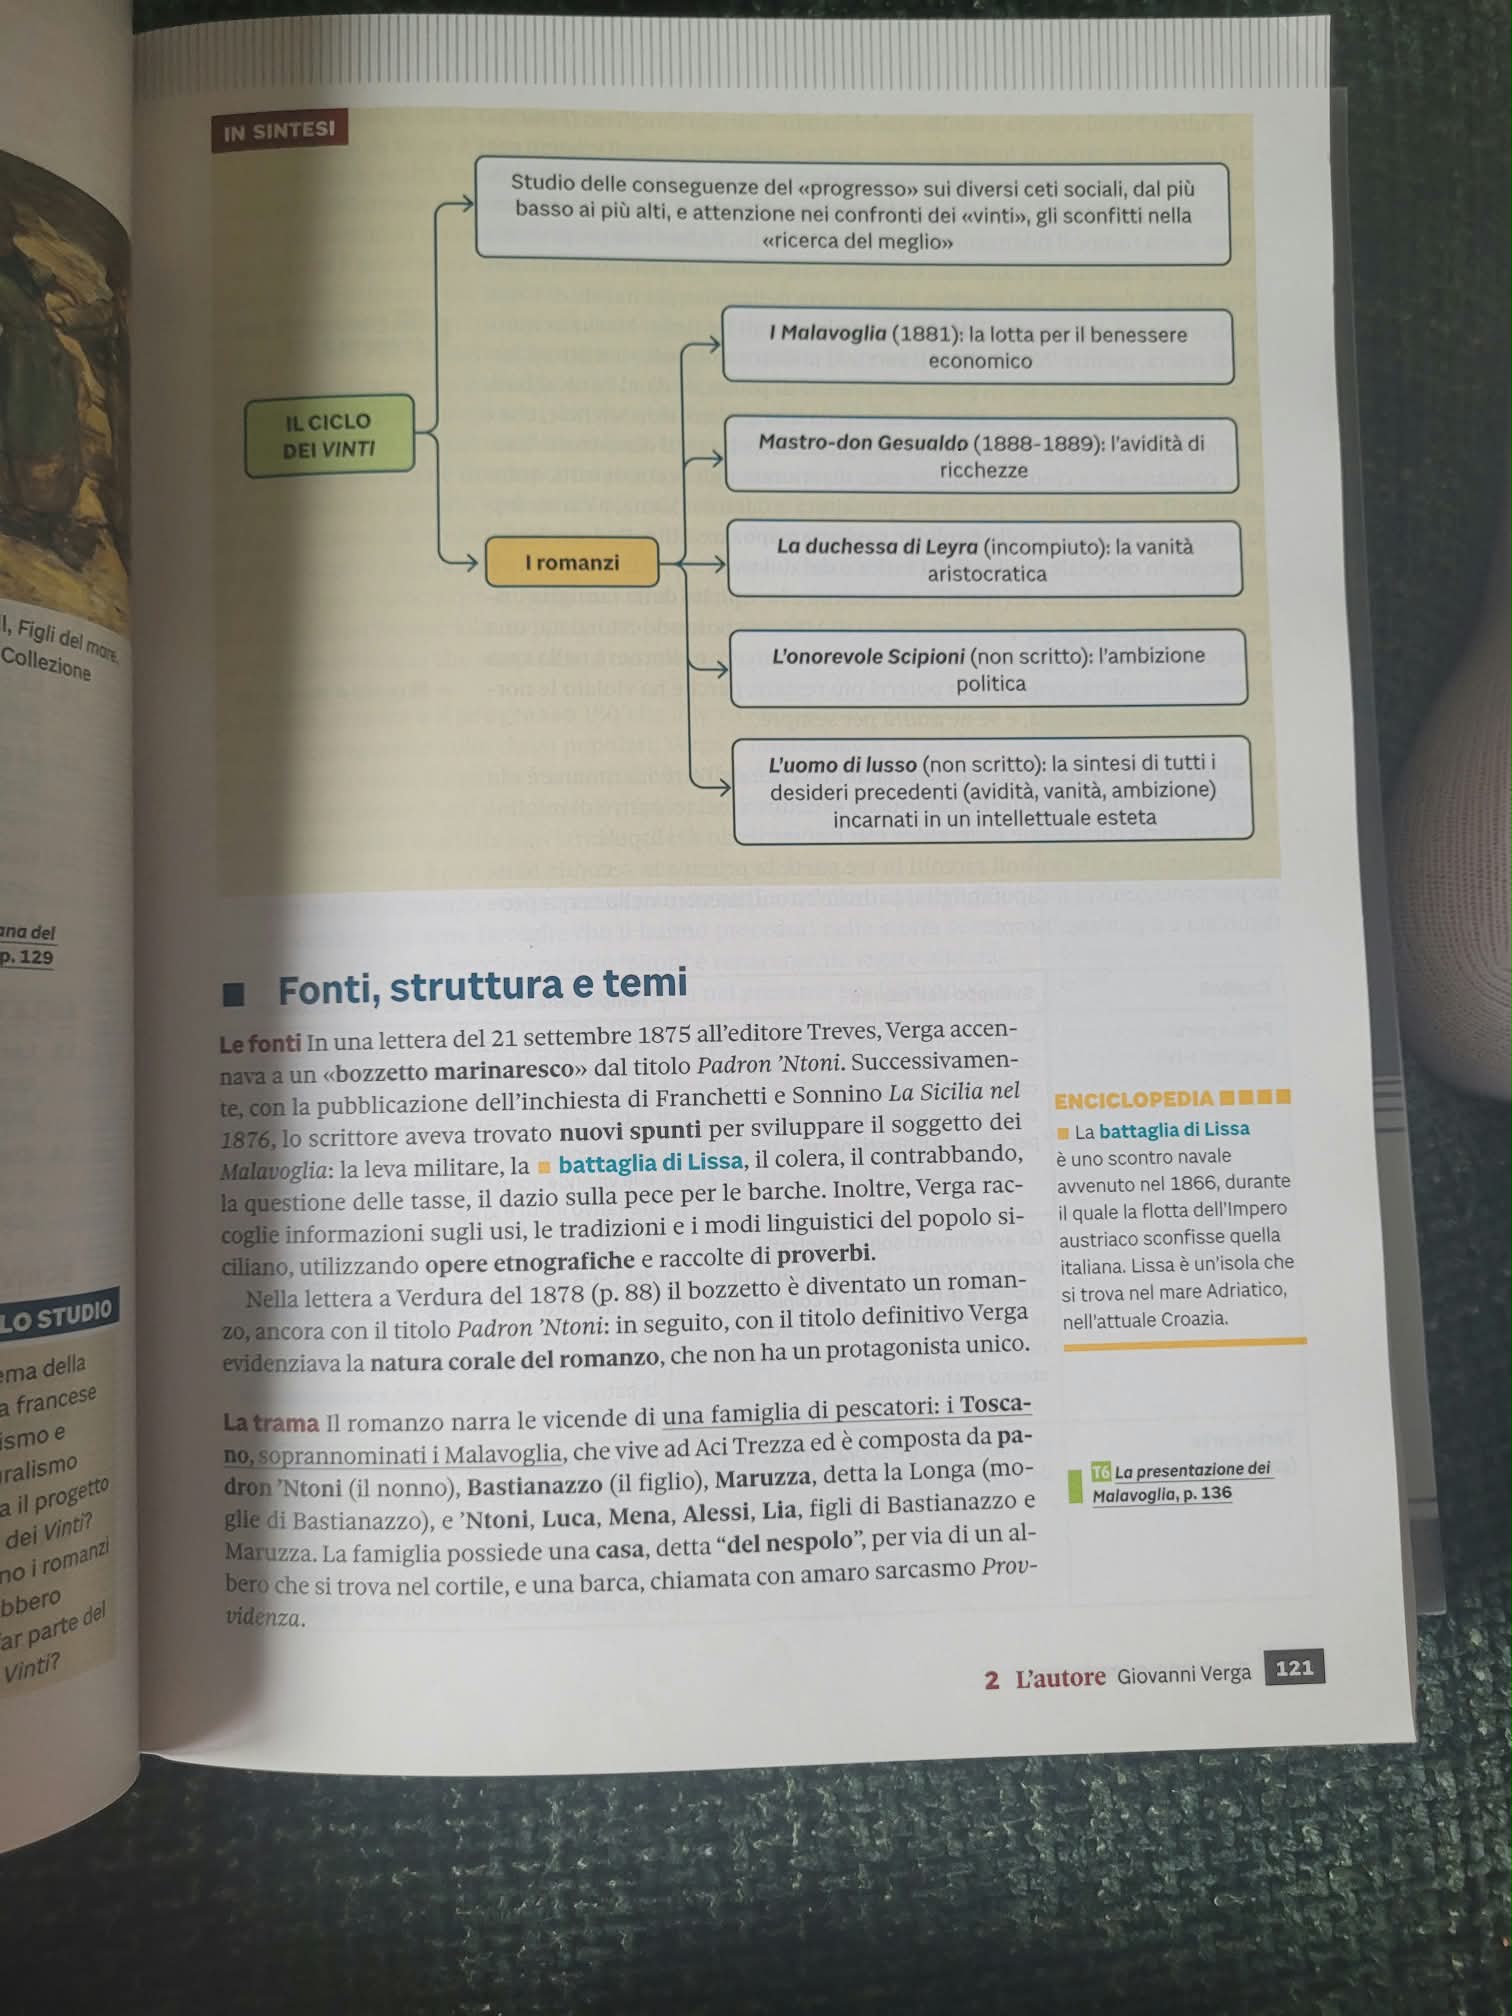 l, Figli del mare,
Collezione
ana del
p. 129
LO STUDIO
ema della
a francese
ismo e
uralismo
a il progetto
dei Vinti?
no i romanzi
bbero
far parte del
Vinti?
IN SINTESI
Studio delle conseguenze del «progresso» sui diversi ceti sociali, dal più
basso ai più alti, e attenzione nei confronti dei «vinti», gli sconfitti nella
«ricerca del meglio»
IL CICLO
DEI VINTI
I romanzi
I Malavoglia (1881): la lotta per il benessere
economico
Mastro-don Gesualdo (1888-1889): l'avidità di
ricchezze
La duchessa di Leyra (incompiuto): la vanità
aristocratica
L'onorevole Scipioni (non scritto): l'ambizione
politica
L'uomo di lusso (non scritto): la sintesi di tutti i
desideri precedenti (avidità, vanità, ambizione)
incarnati in un intellettuale esteta
Fonti, struttura e temi
Le fonti In una lettera del 21 settembre 1875 all'editore Treves, Verga accen-
nava a un «bozzetto marinaresco» dal titolo Padron 'Ntoni. Successivamen-
te, con la pubblicazione dell'inchiesta di Franchetti e Sonnino La Sicilia nel
1876, lo scrittore aveva trovato nuovi spunti per sviluppare il soggetto dei
Malavoglia: la leva militare, la battaglia di Lissa, il colera, il contrabbando,
la questione delle tasse, il dazio sulla pece per le barche. Inoltre, Verga rac-
coglie informazioni sugli usi, le tradizioni e i modi linguistici del popolo si-
ciliano, utilizzando opere etnografiche e raccolte di proverbi.
Nella lettera a Verdura del 1878 (p. 88) il bozzetto è diventato un roman-
zo, ancora con il titolo Padron 'Ntoni: in seguito, con il titolo definitivo Verga
evidenziava la natura corale del romanzo, che non ha un protagonista unico.
La trama Il romanzo narra le vicende di una famiglia di pescatori: i Tosca-
no, soprannominati i Malavoglia, che vive ad Aci Trezza ed è composta da pa-
dron 'Ntoni (il nonno), Bastianazzo (il figlio), Maruzza, detta la Longa (mo-
glie di Bastianazzo), e 'Ntoni, Luca, Mena, Alessi, Lia, figli di Bastianazzo e
Maruzza. La famiglia possiede una casa, detta "del nespolo", per via di un al-
bero che si trova nel cortile, e una barca, chiamata con amaro sarcasmo Prov-
videnza.
ENCICLOPEDIA
La battaglia di Lissa
è uno scontro navale
avvenuto nel 1866, durante
il quale la flotta dell'Impero
austriaco sconfisse quella
italiana. Lissa è un'isola che
si trova nel mare Adriatico,
nell'attuale Croazia.
T6 La presentazione dei
Malavoglia, p. 136
2 L'autore Giovanni Verga 121